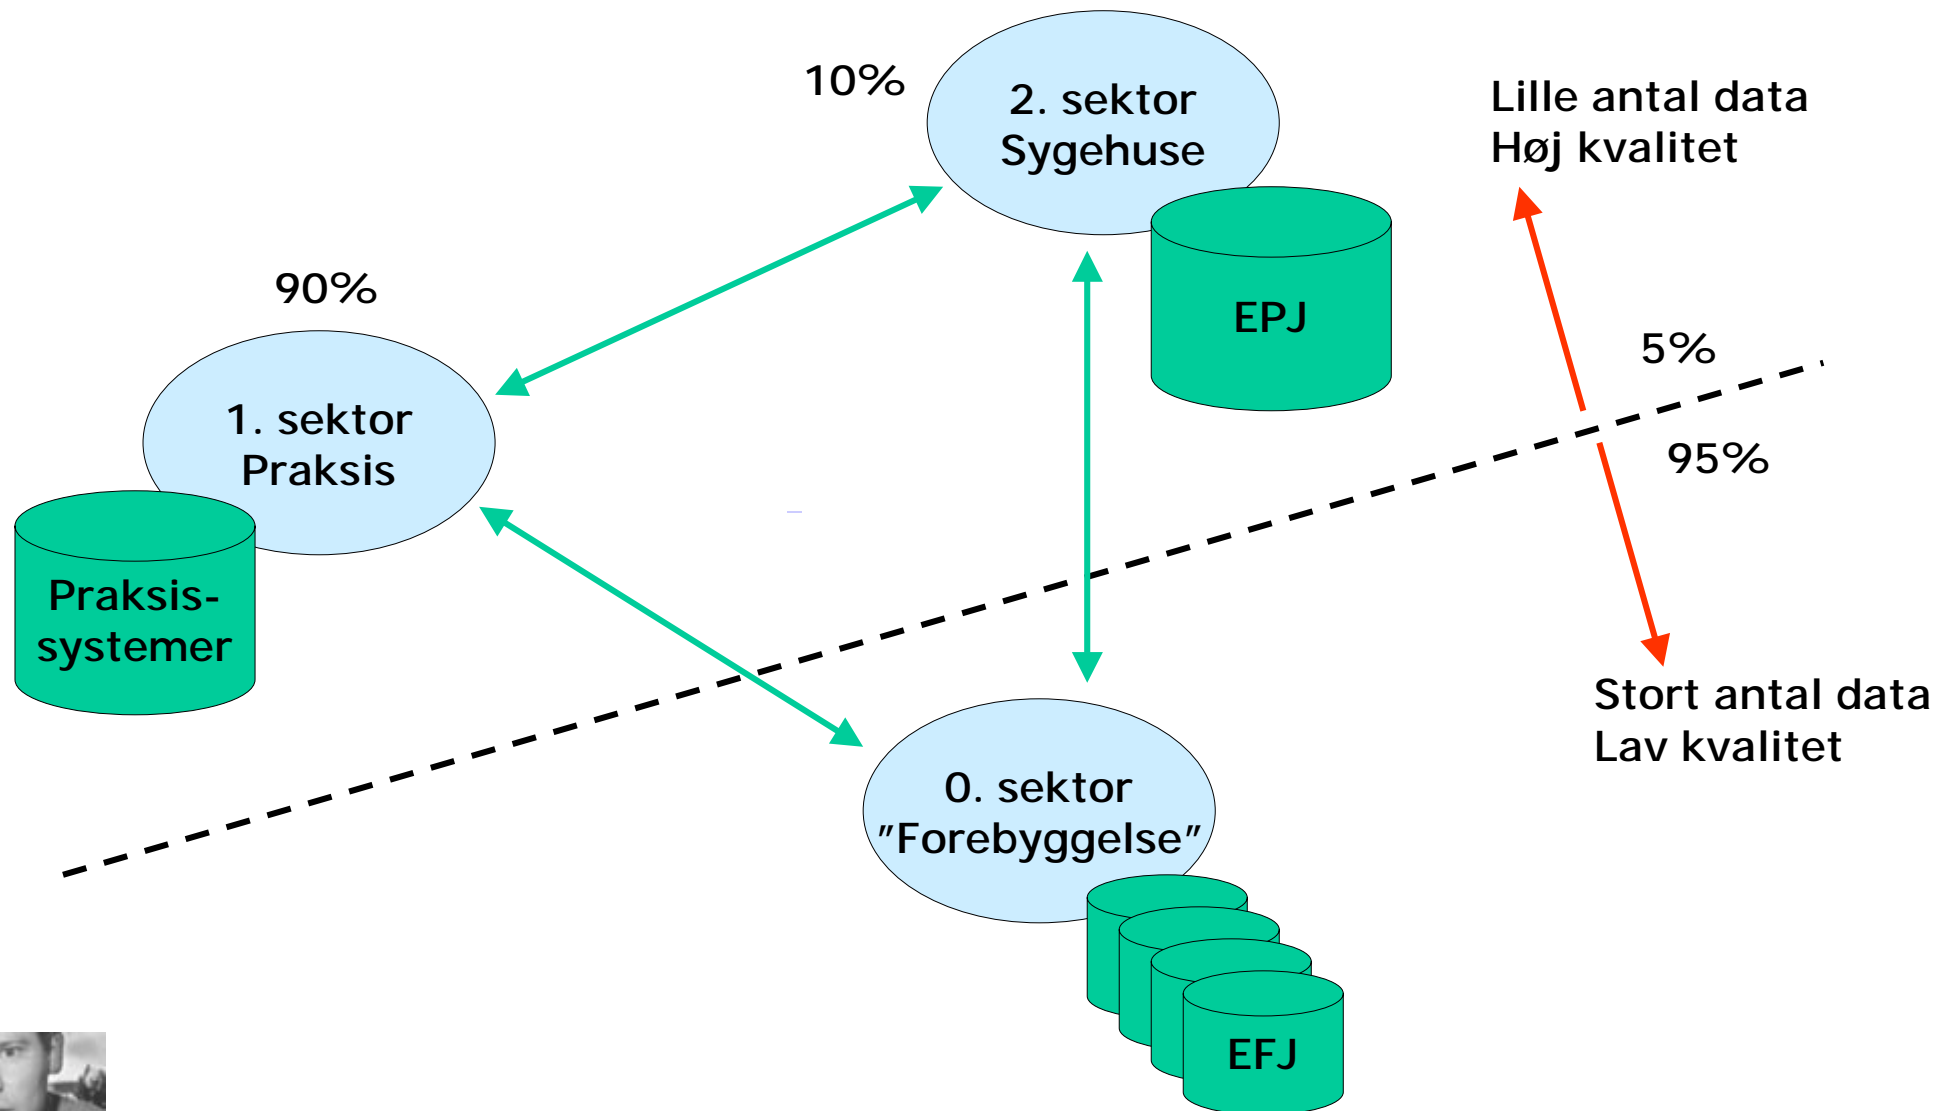 10%
2. sektor
Sygehuse
EPJ
Lille antal data
Høj kvalitet
90%
1. sektor
Praksis
Praksis-
systemer
5%
95%
Stort antal data
Lav kvalitet
0. sektor
”Forebyggelse”
EFJ